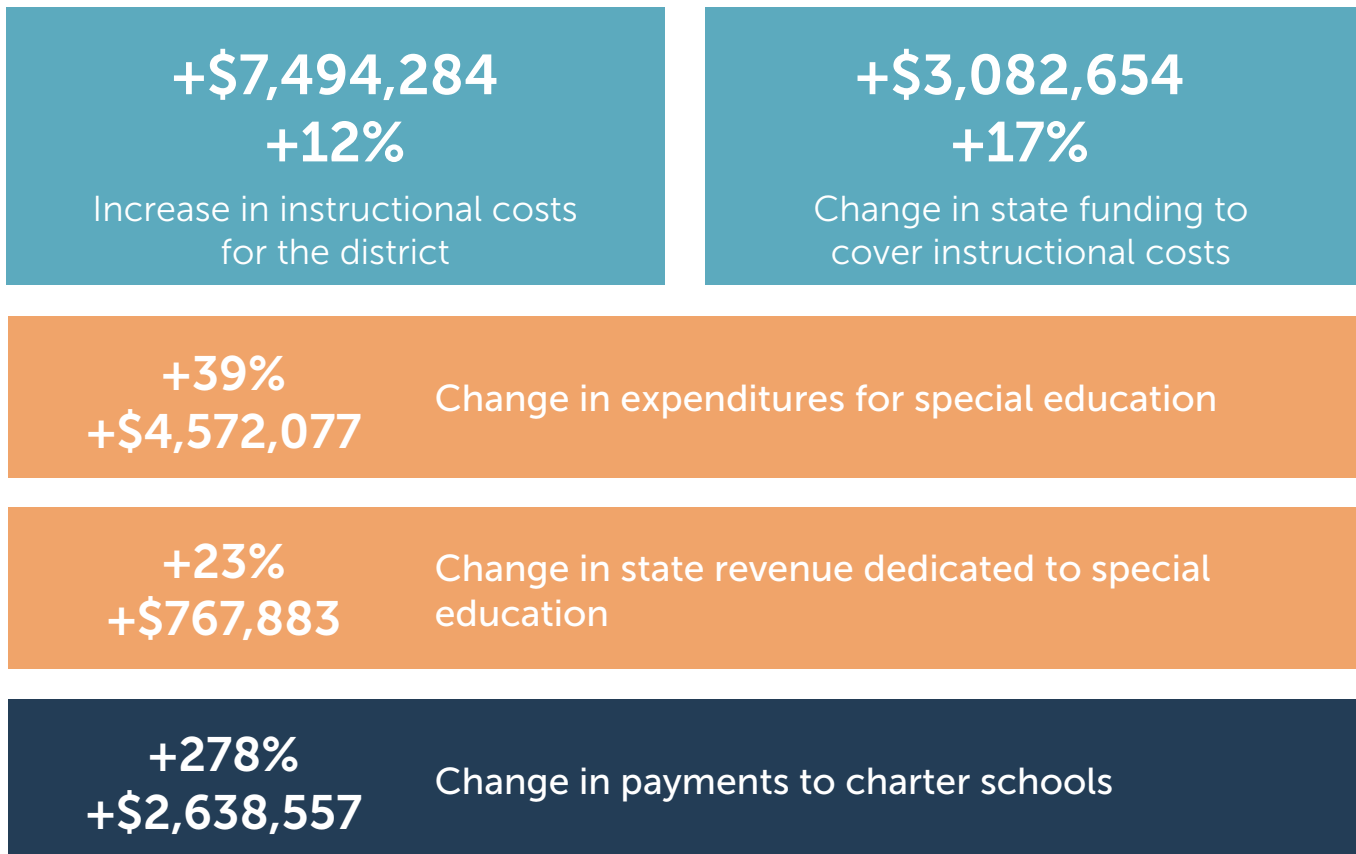 +$7,494,284
+12%
Increase in instructional costs
for the district
+$3,082,654
+17%
Change in state funding to
cover instructional costs
+39%
+$4,572,077
Change in expenditures for special education
+23%
+$767,883
Change in state revenue dedicated to special
education
+278%
+$2,638,557
Change in payments to charter schools